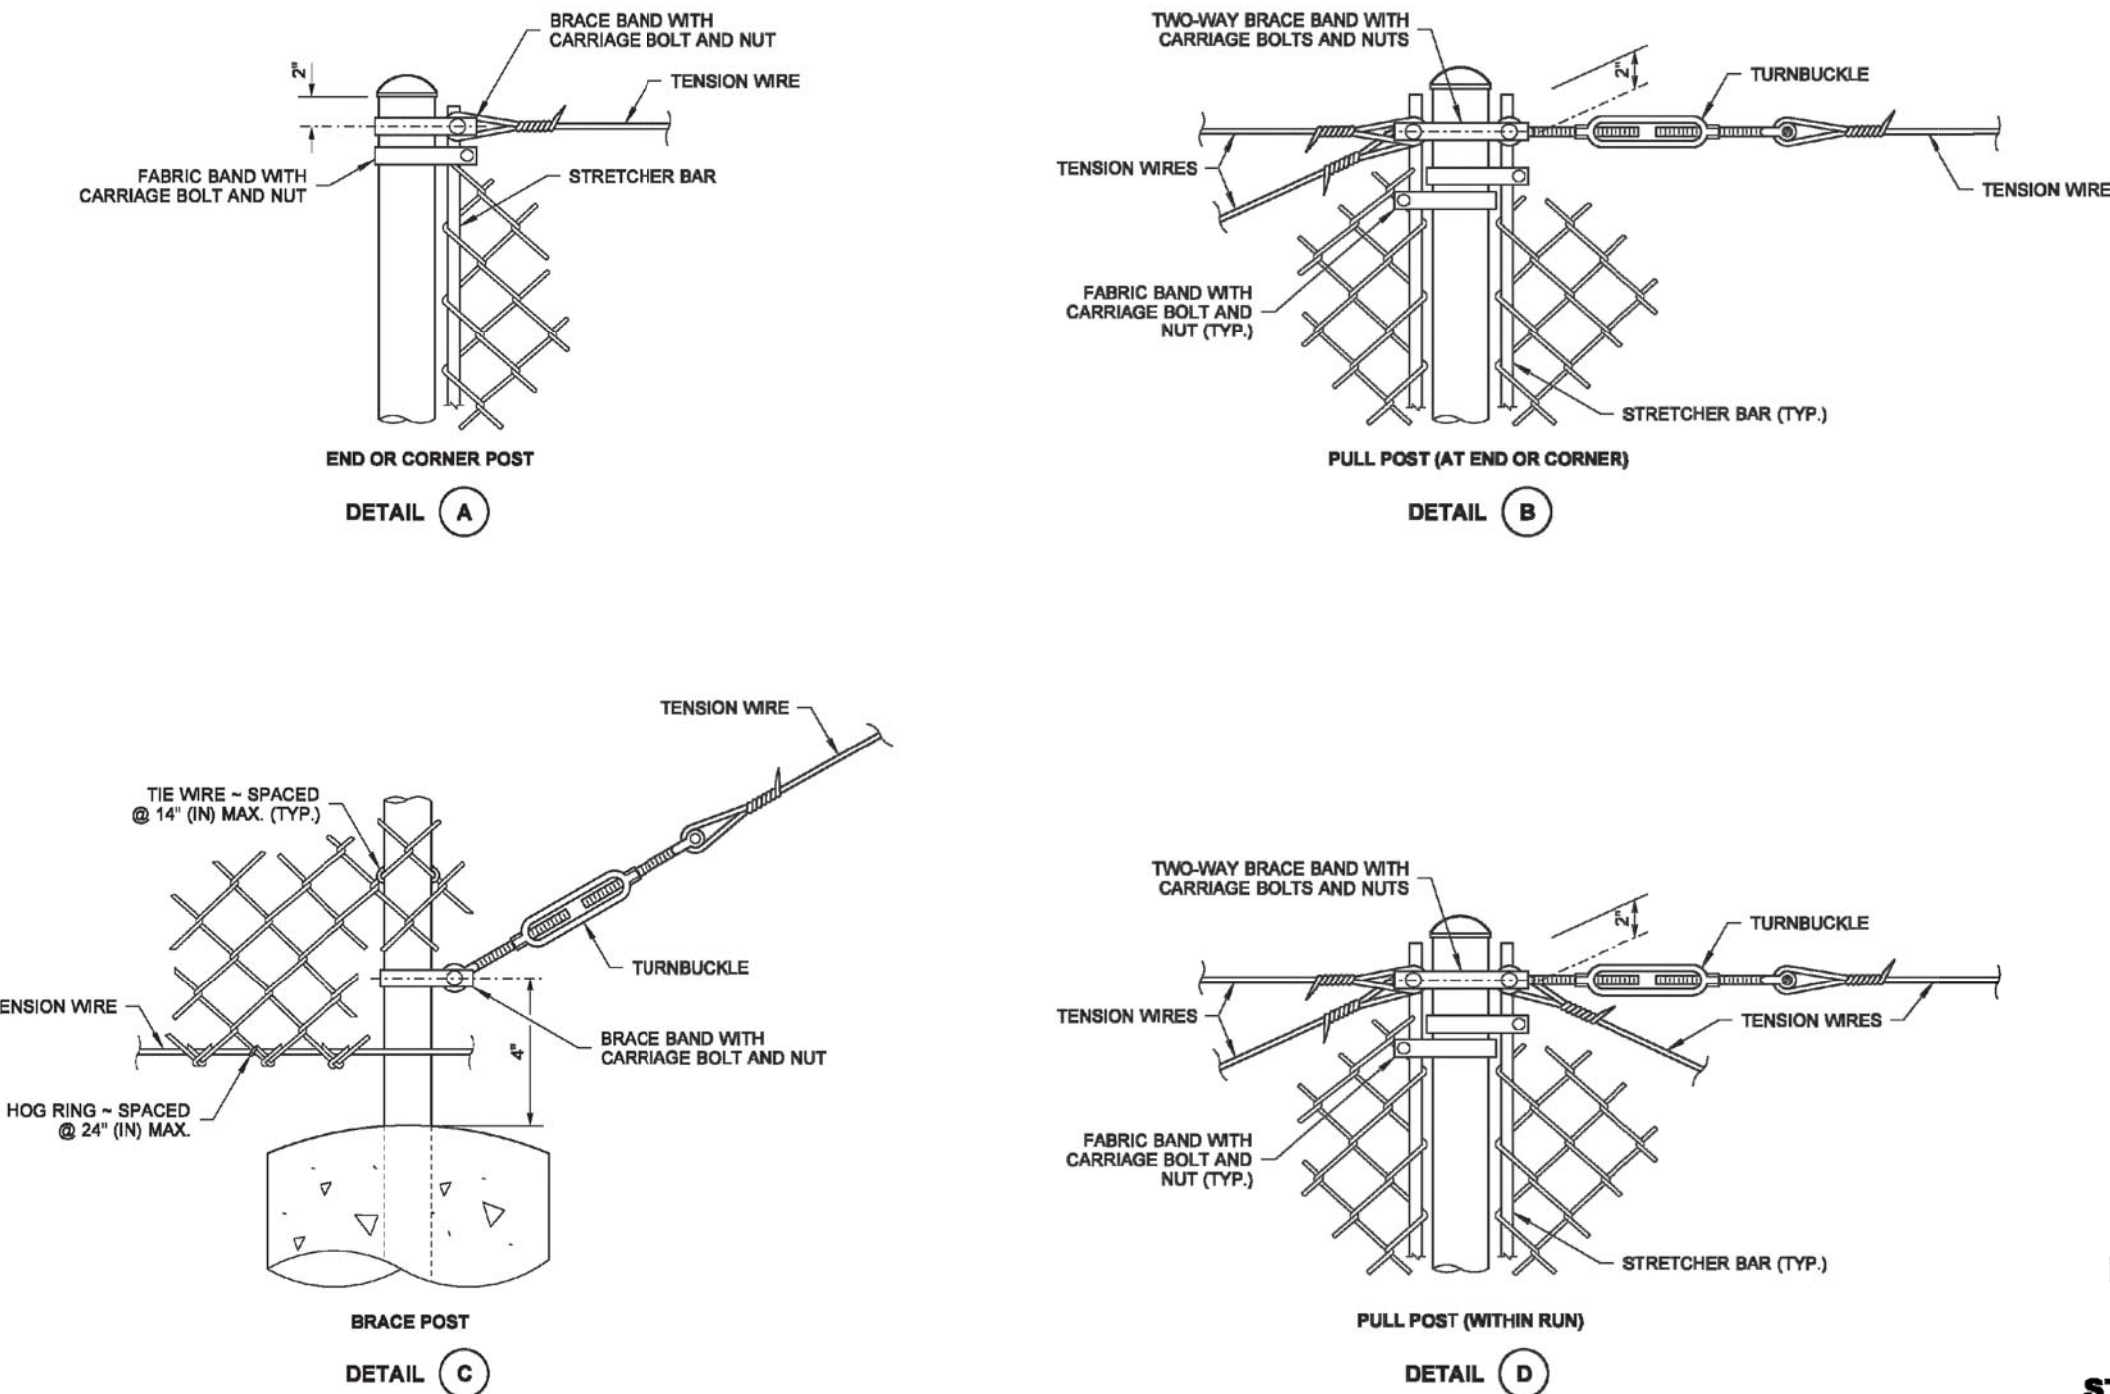 BRACE BAND WITH
CARRIAGE BOLT AND NUT
2"
TENSION WIRE
FABRIC BAND WITH
CARRIAGE BOLT AND NUT
STRETCHER BAR
END OR CORNER POST
DETAIL A
TWO-WAY BRACE BAND WITH
CARRIAGE BOLTS AND NUTS
2"
TURNBUCKLE
TENSION WIRES
TENSION WIRE
FABRIC BAND WITH
CARRIAGE BOLT AND
NUT (TYP.)
STRETCHER BAR (TYP.)
PULL POST (AT END OR CORNER)
DETAIL B
TENSION WIRE
TIE WIRE ~ SPACED
@ 14" (IN) MAX. (TYP.)
TURNBUCKLE
ENSION WIRE
BRACE BAND WITH
CARRIAGE BOLT AND NUT
4"
HOG RING ~ SPACED
@ 24" (IN) MAX.
BRACE POST
DETAIL C
TWO-WAY BRACE BAND WITH
CARRIAGE BOLTS AND NUTS
2"
TURNBUCKLE
TENSION WIRES
TENSION WIRES
FABRIC BAND WITH
CARRIAGE BOLT AND
NUT (TYP.)
STRETCHER BAR (TYP.)
PULL POST (WITHIN RUN)
DETAIL D